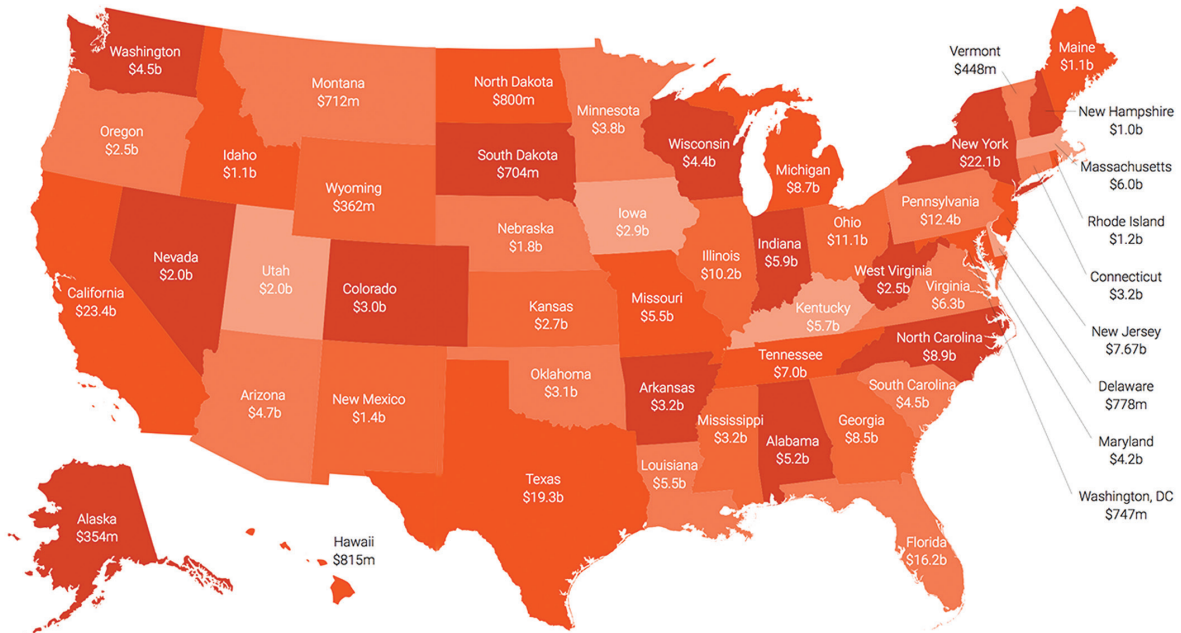 Washington
$4.5b
Oregon
$2.5b
California
$23.4b
Nevada
$2.0b
Idaho
$1.1b
Montana
$712m
Wyoming
$362m
Utah
$2.0b
Colorado
$3.0b
Arizona
$4.7b
New Mexico
$1.4b
North Dakota
$800m
South Dakota
$704m
Nebraska
$1.8b
Kansas
$2.7b
Oklahoma
$3.1b
Texas
$19.3b
Minnesota
$3.8b
Iowa
$2.9b
Missouri
$5.5b
Arkansas
$3.2b
Louisiana
$5.5b
Wisconsin
$4.4b
Illinois
$10.2b
Michigan
$8.7b
Indiana
$5.9b
Ohio
$11.1b
Kentucky
$5.7b
Tennessee
$7.0b
Mississippi
$3.2b
Alabama
$5.2b
Georgia
$8.5b
Florida
$16.2b
South Carolina
$4.5b
North Carolina
$8.9b
West Virginia
$2.5b
Virginia
$6.3b
Pennsylvania
$12.4b
New York
$22.1b
Vermont
$448m
Maine
$1.1b
New Hampshire
$1.0b
Massachusetts
$6.0b
Rhode Island
$1.2b
Connecticut
$3.2b
New Jersey
$7.67b
Delaware
$778m
Maryland
$4.2b
Washington, DC
$747m
Alaska
$354m
Hawaii
$815m